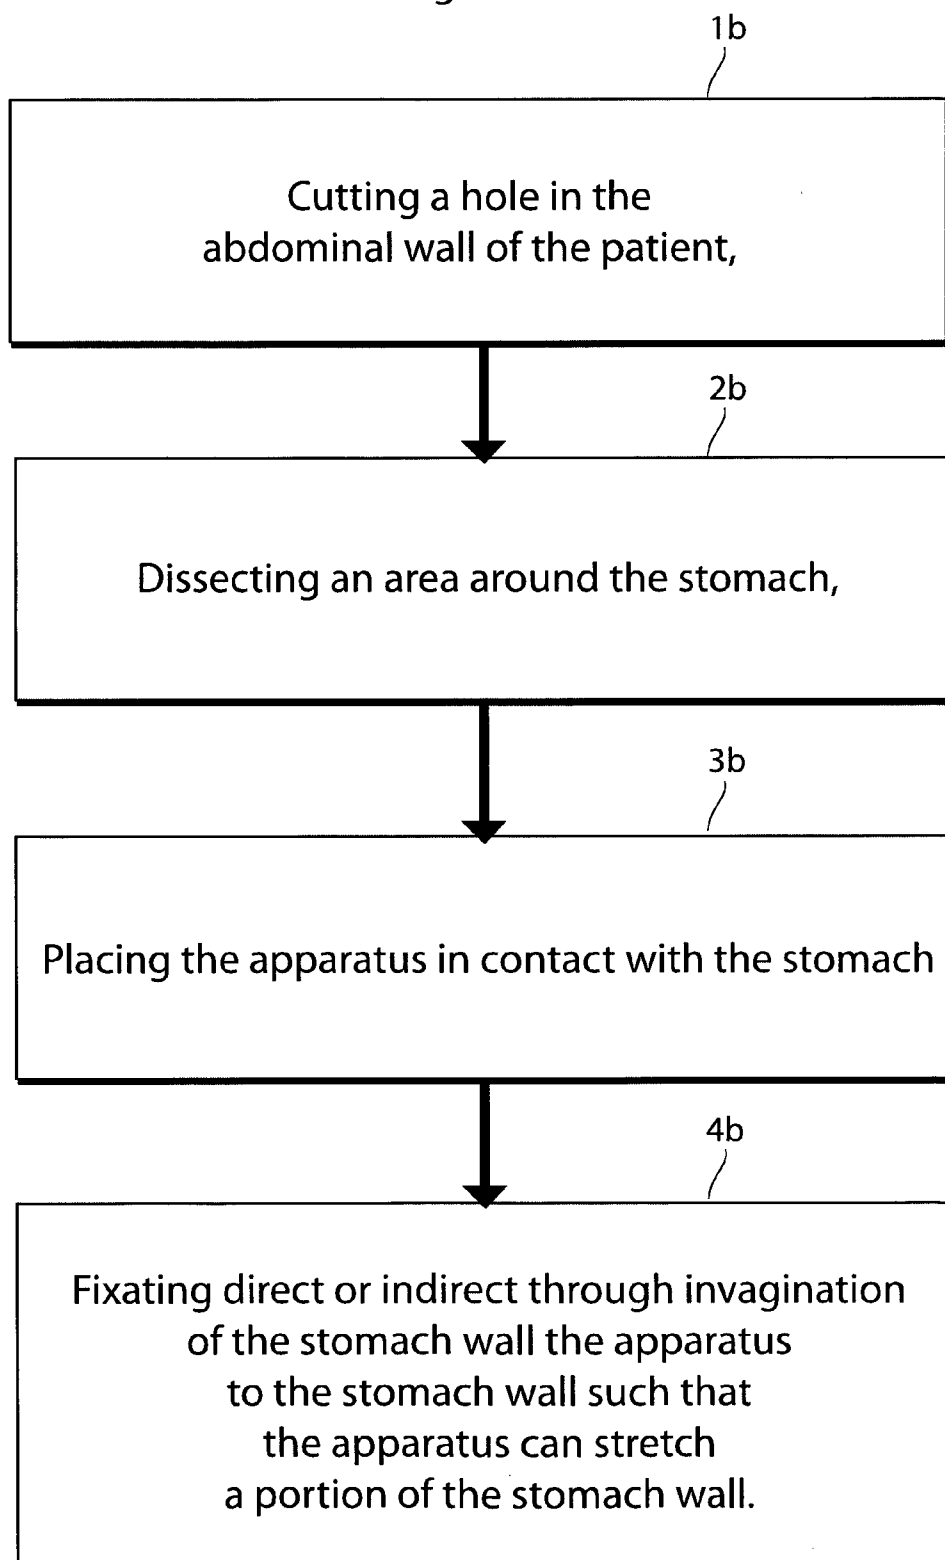 1b
Cutting a hole in the
abdominal wall of the patient,
2b
Dissecting an area around the stomach,
3b
Placing the apparatus in contact with the stomach
4b
Fixating direct or indirect through invagination
of the stomach wall the apparatus
to the stomach wall such that
the apparatus can stretch
a portion of the stomach wall.